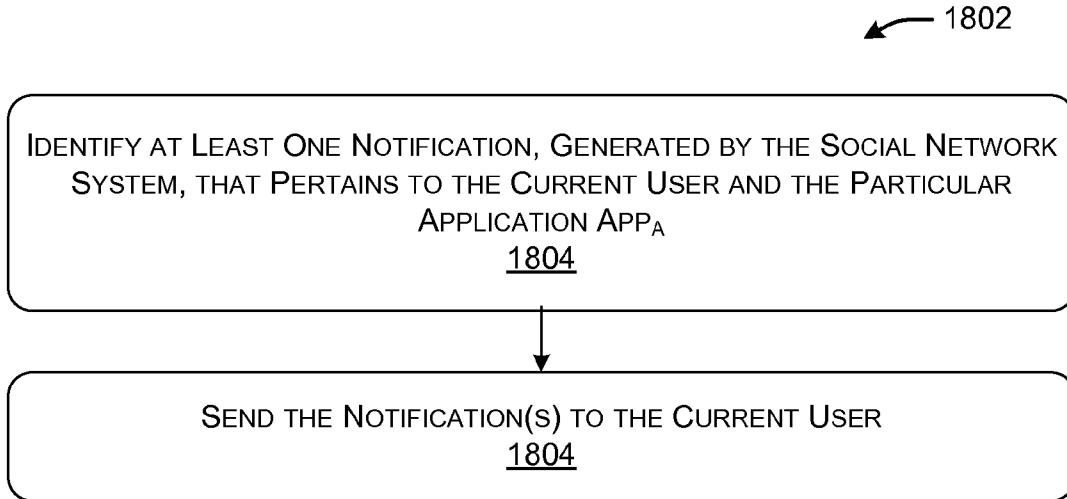 1802
IDENTIFY AT LEAST ONE NOTIFICATION, GENERATED BY THE SOCIAL NETWORK
SYSTEM, THAT PERTAINS TO THE CURRENT USER AND THE PARTICULAR
APPLICATION APPA
1804
SEND THE NOTIFICATION(S) TO THE CURRENT USER
1804